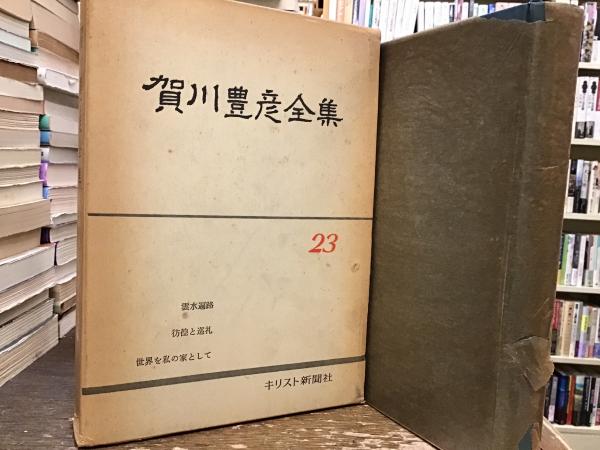 賀川豊彦全集
23
雲水遍路
彷徨と巡礼
世界を私の家として
キリスト新聞社